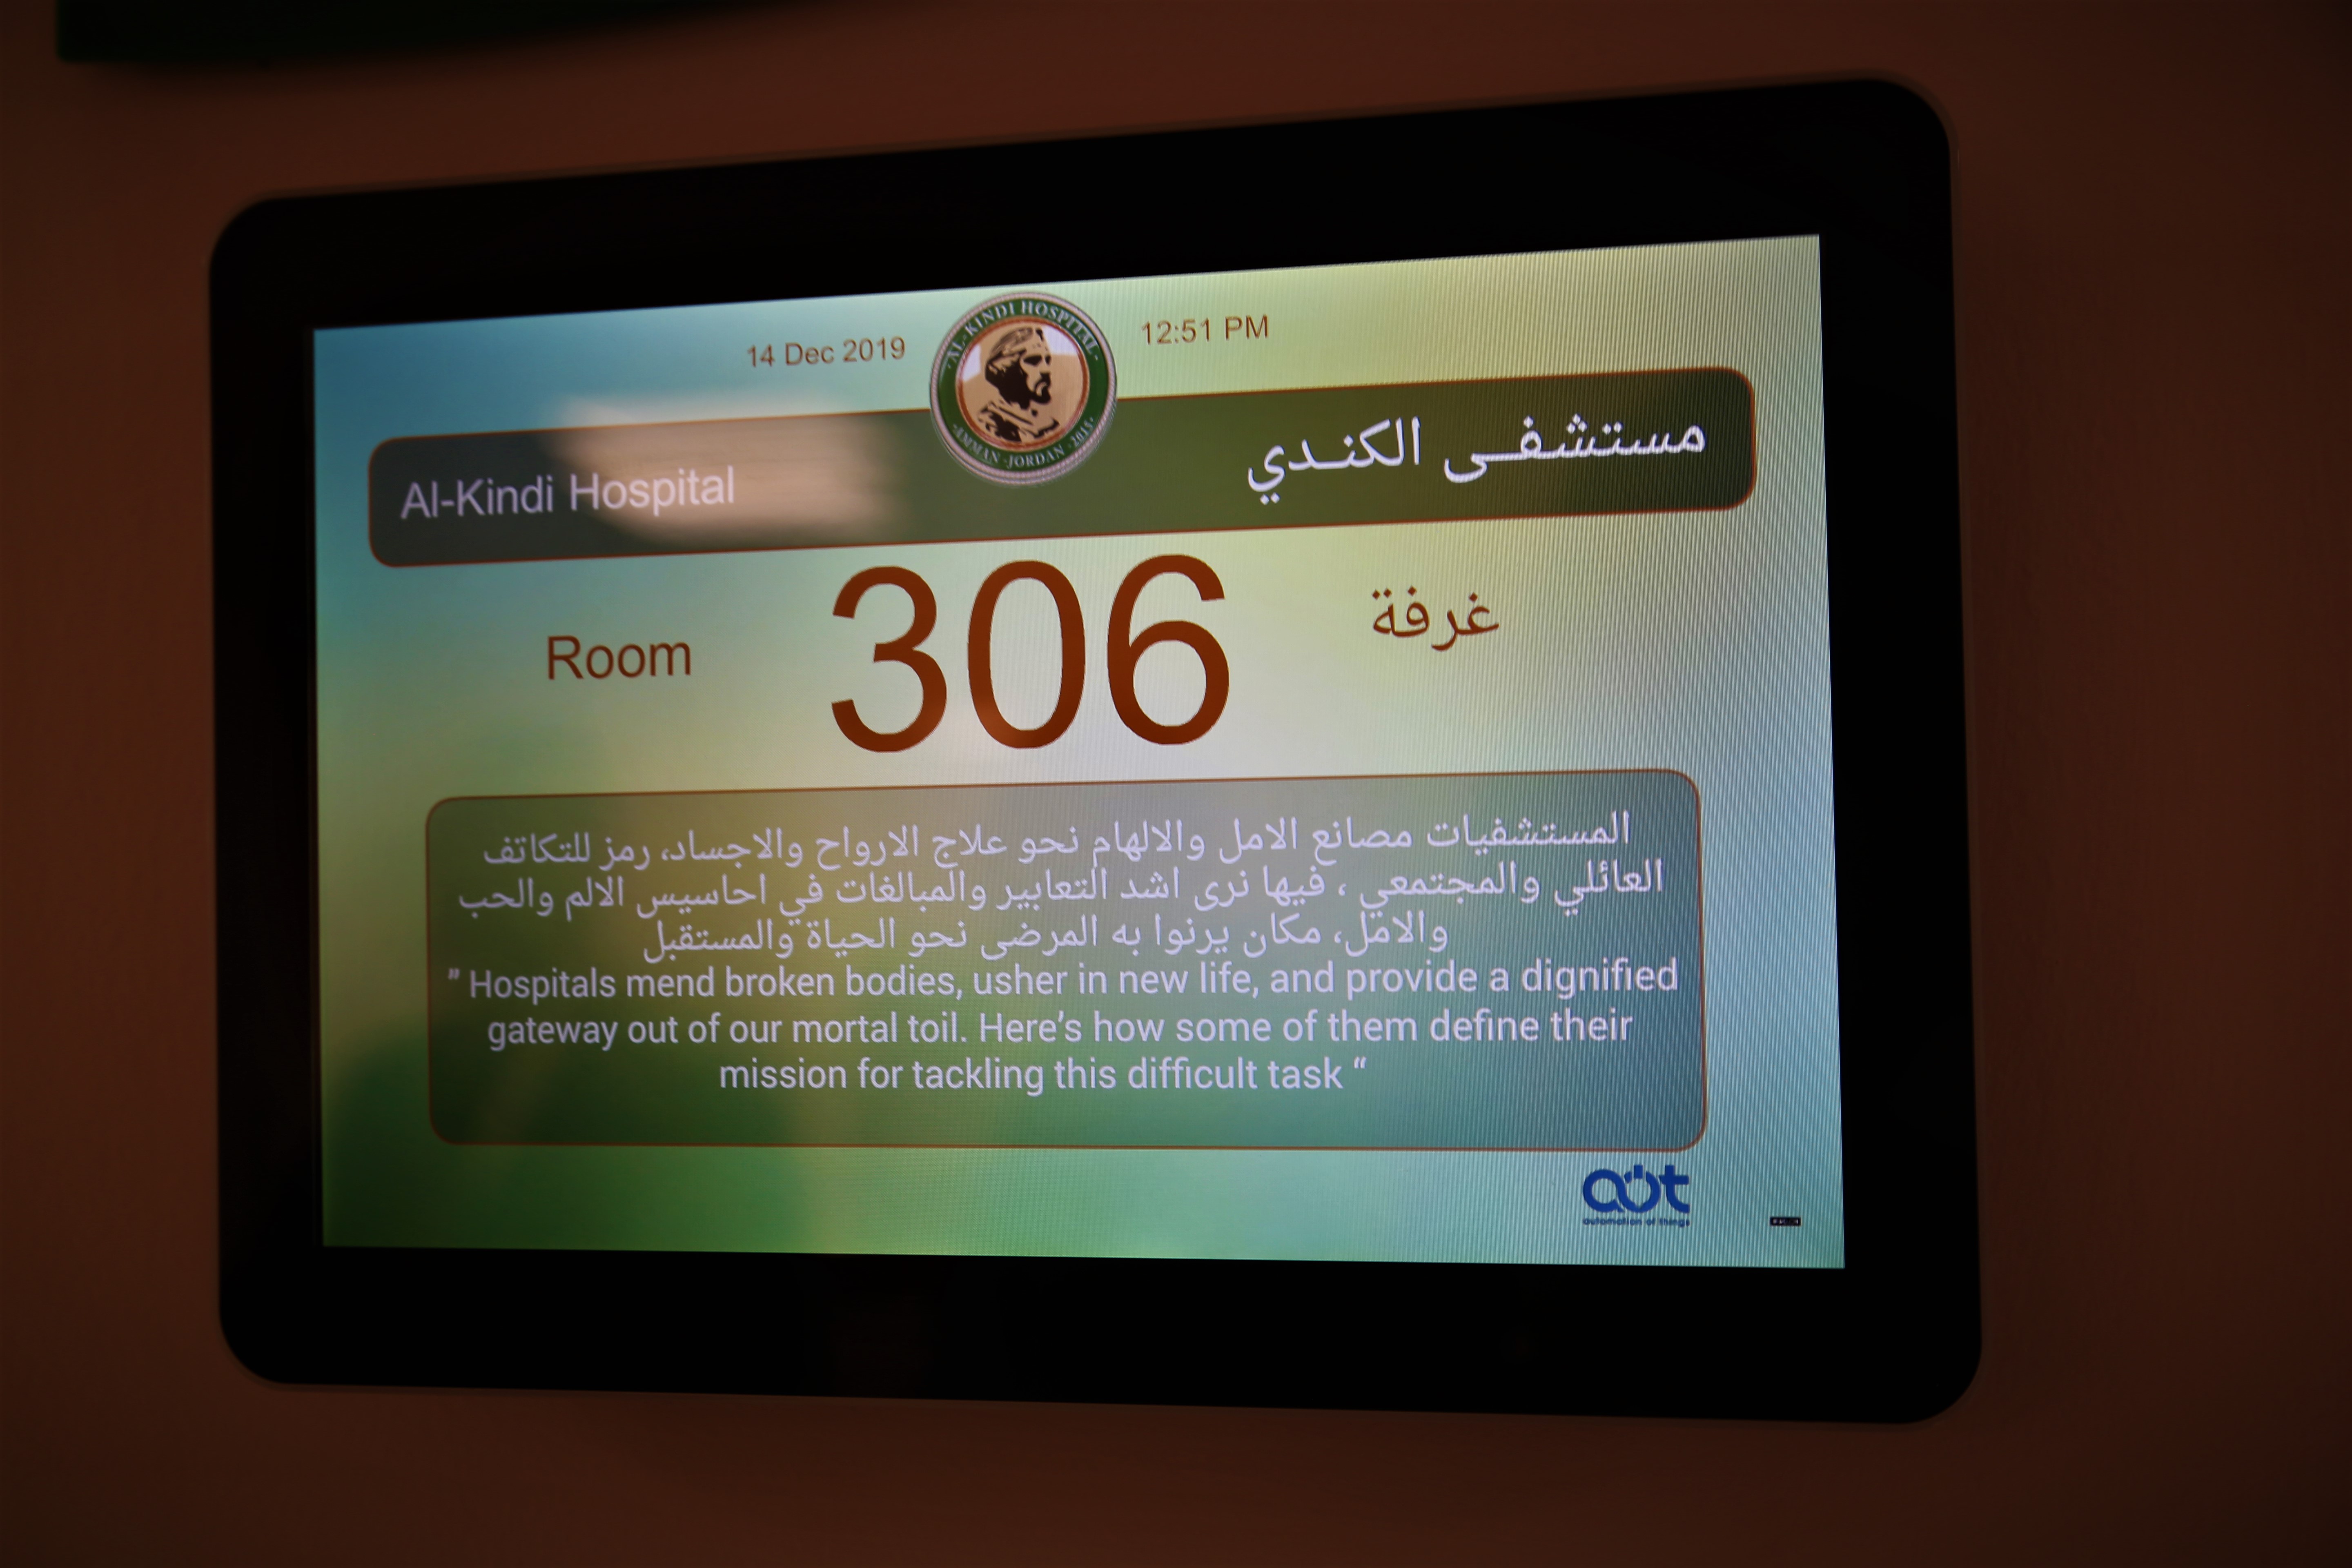 14 Dec 2019
12:51 PM
· AL-KINDI HOSPITAL ·
· AMMAN · JORDAN · 2015 ·
Al-Kindi Hospital
مستشفى الكندي
Room
306
غرفة
المستشفيات مصانع الامل والالهام نحو علاج الارواح والاجساد، رمز للتكاتف
العائلي والمجتمعي ، فيها نرى اشد التعابير والمبالغات في احاسيس الالم والحب
والامل، مكان يرنوا به المرضى نحو الحياة والمستقبل
" Hospitals mend broken bodies, usher in new life, and provide a dignified
gateway out of our mortal toil. Here’s how some of them define their
mission for tackling this difficult task “
aot
automation of things